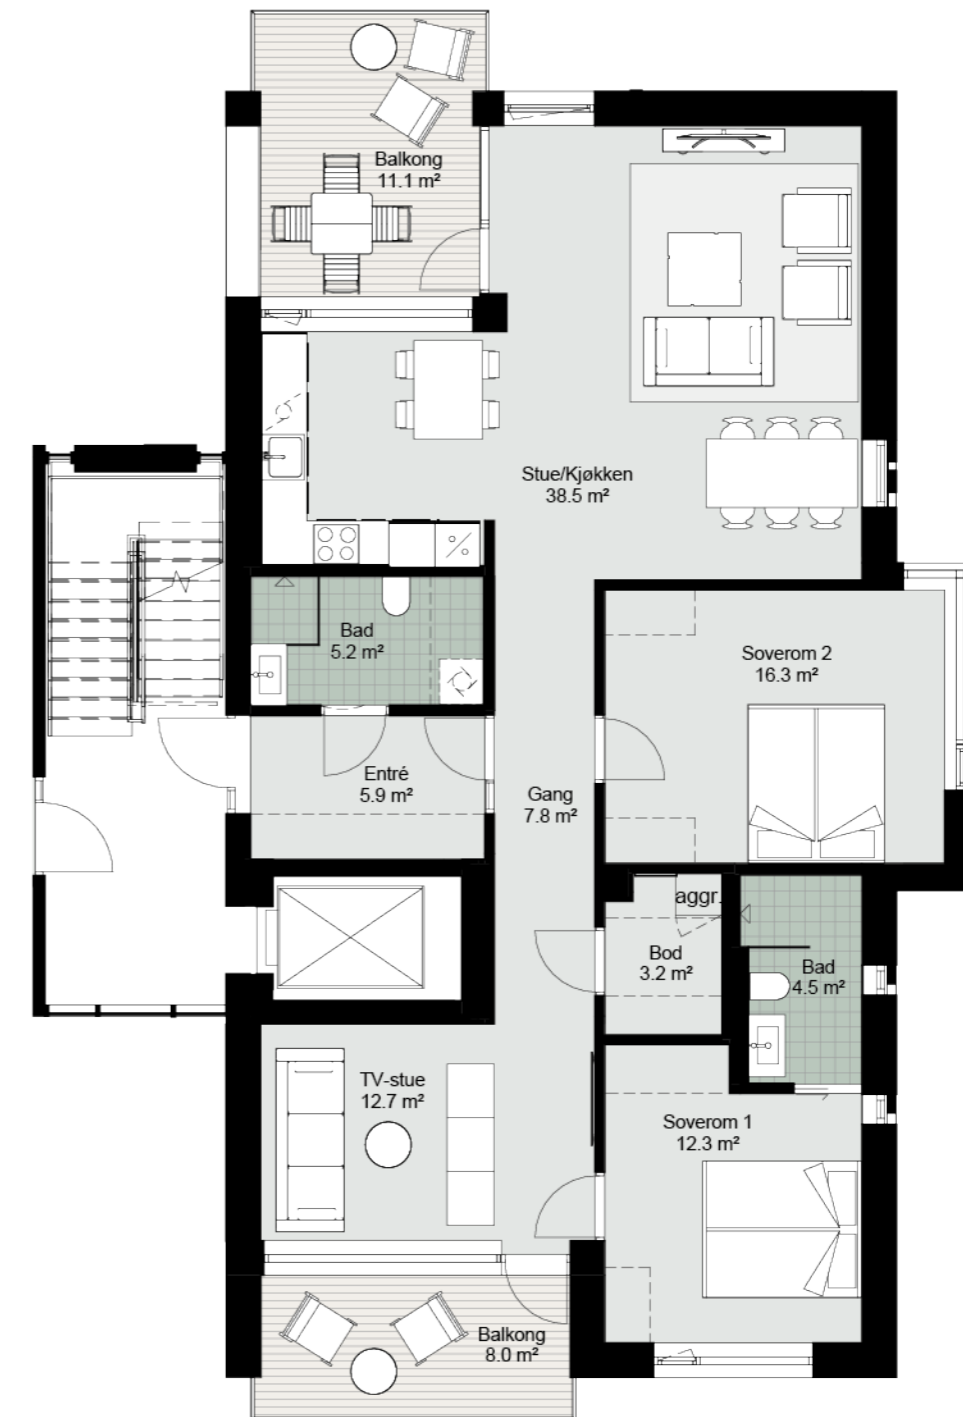 Balkong
11.1 m²
Stue/Kjøkken
38.5 m²
Bad
5.2 m²
Soverom 2
16.3 m²
Entré
5.9 m²
Gang
7.8 m²
aggr.
Bod
3.2 m²
Bad
4.5 m²
TV-stue
12.7 m²
Soverom 1
12.3 m²
Balkong
8.0 m²